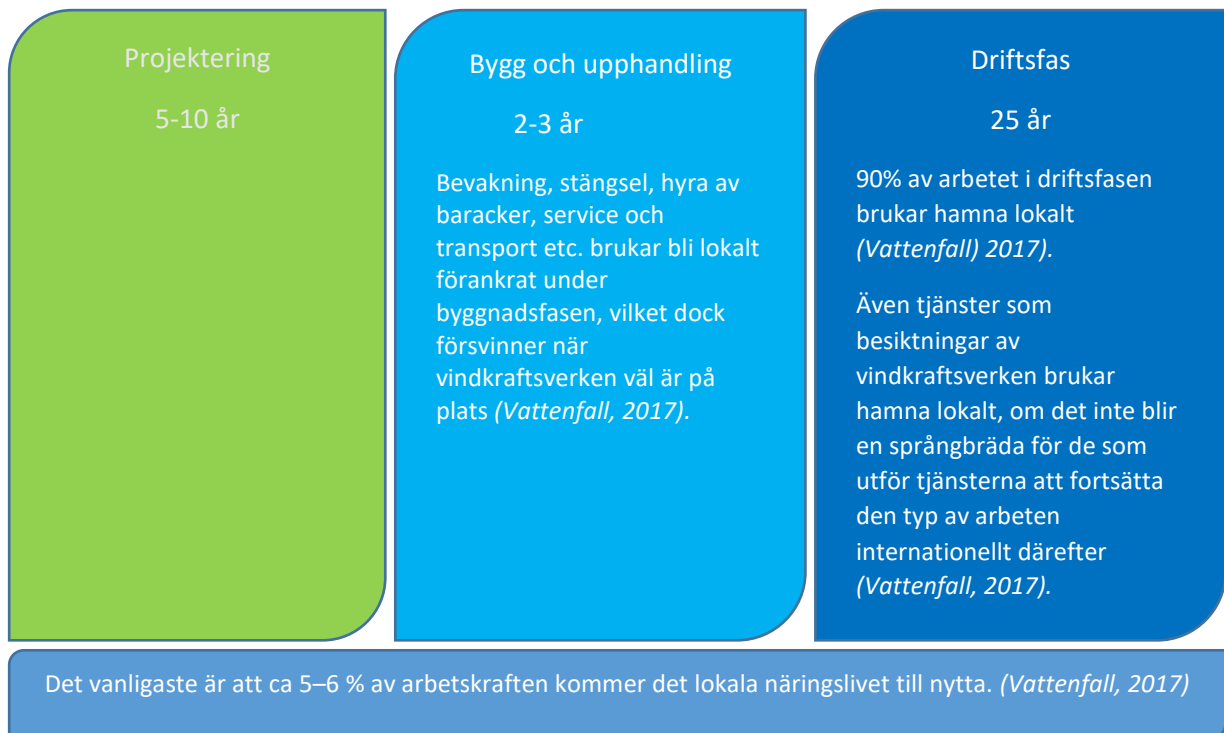 Projektering
5-10 år
Bygg och upphandling
2-3 år
Bevakning, stängsel, hyra av
baracker, service och
transport etc. brukar bli lokalt
förankrat under
byggnadsfasen, vilket dock
försvinner när
vindkraftsverken väl är på
plats (Vattenfall, 2017).
Driftsfas
25 år
90% av arbetet i driftsfasen
brukar hamna lokalt
(Vattenfall) 2017).
Även tjänster som
besiktningar av
vindkraftsverken brukar
hamna lokalt, om det inte blir
en språngbräda för de som
utför tjänsterna att fortsätta
den typ av arbeten
internationellt därefter
(Vattenfall, 2017).
Det vanligaste är att ca 5–6 % av arbetskraften kommer det lokala näringslivet till nytta. (Vattenfall, 2017)